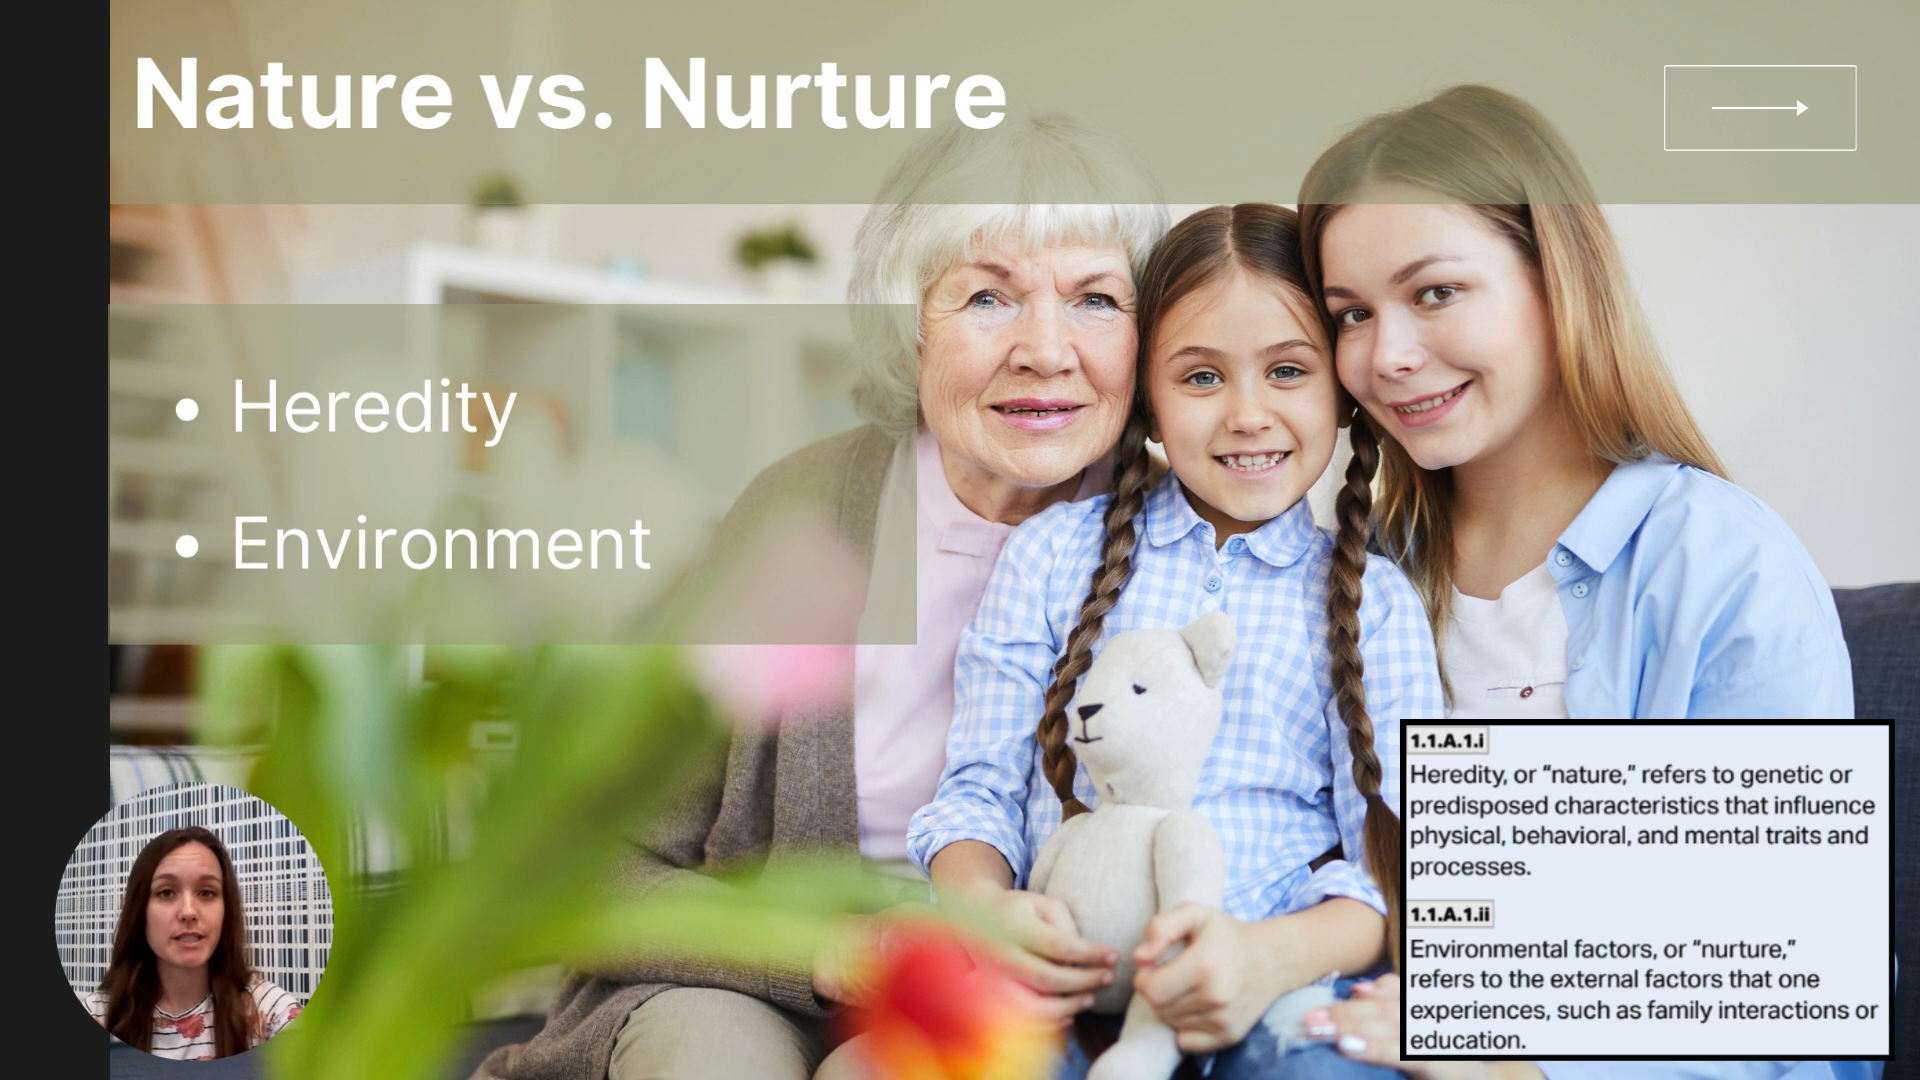 Nature vs. Nurture
• Heredity
• Environment
1.1.A.1.i
Heredity, or “nature,” refers to genetic or
predisposed characteristics that influence
physical, behavioral, and mental traits and
processes.
1.1.A.1.ii
Environmental factors, or “nurture,”
refers to the external factors that one
experiences, such as family interactions or
education.